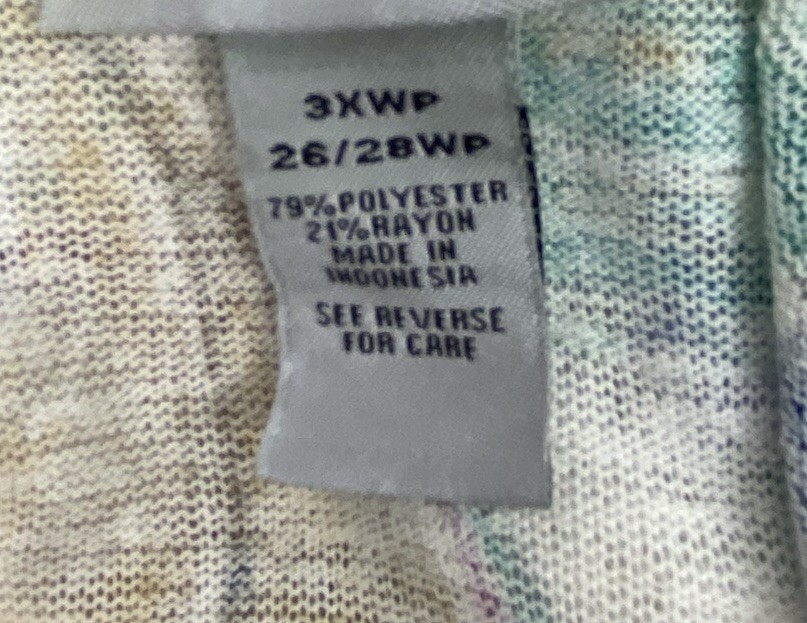 3XWP
26/28WP
79%POLYESTER
21%RAYON
MADE IN
INDONESIA
SEE REVERSE
FOR CARE